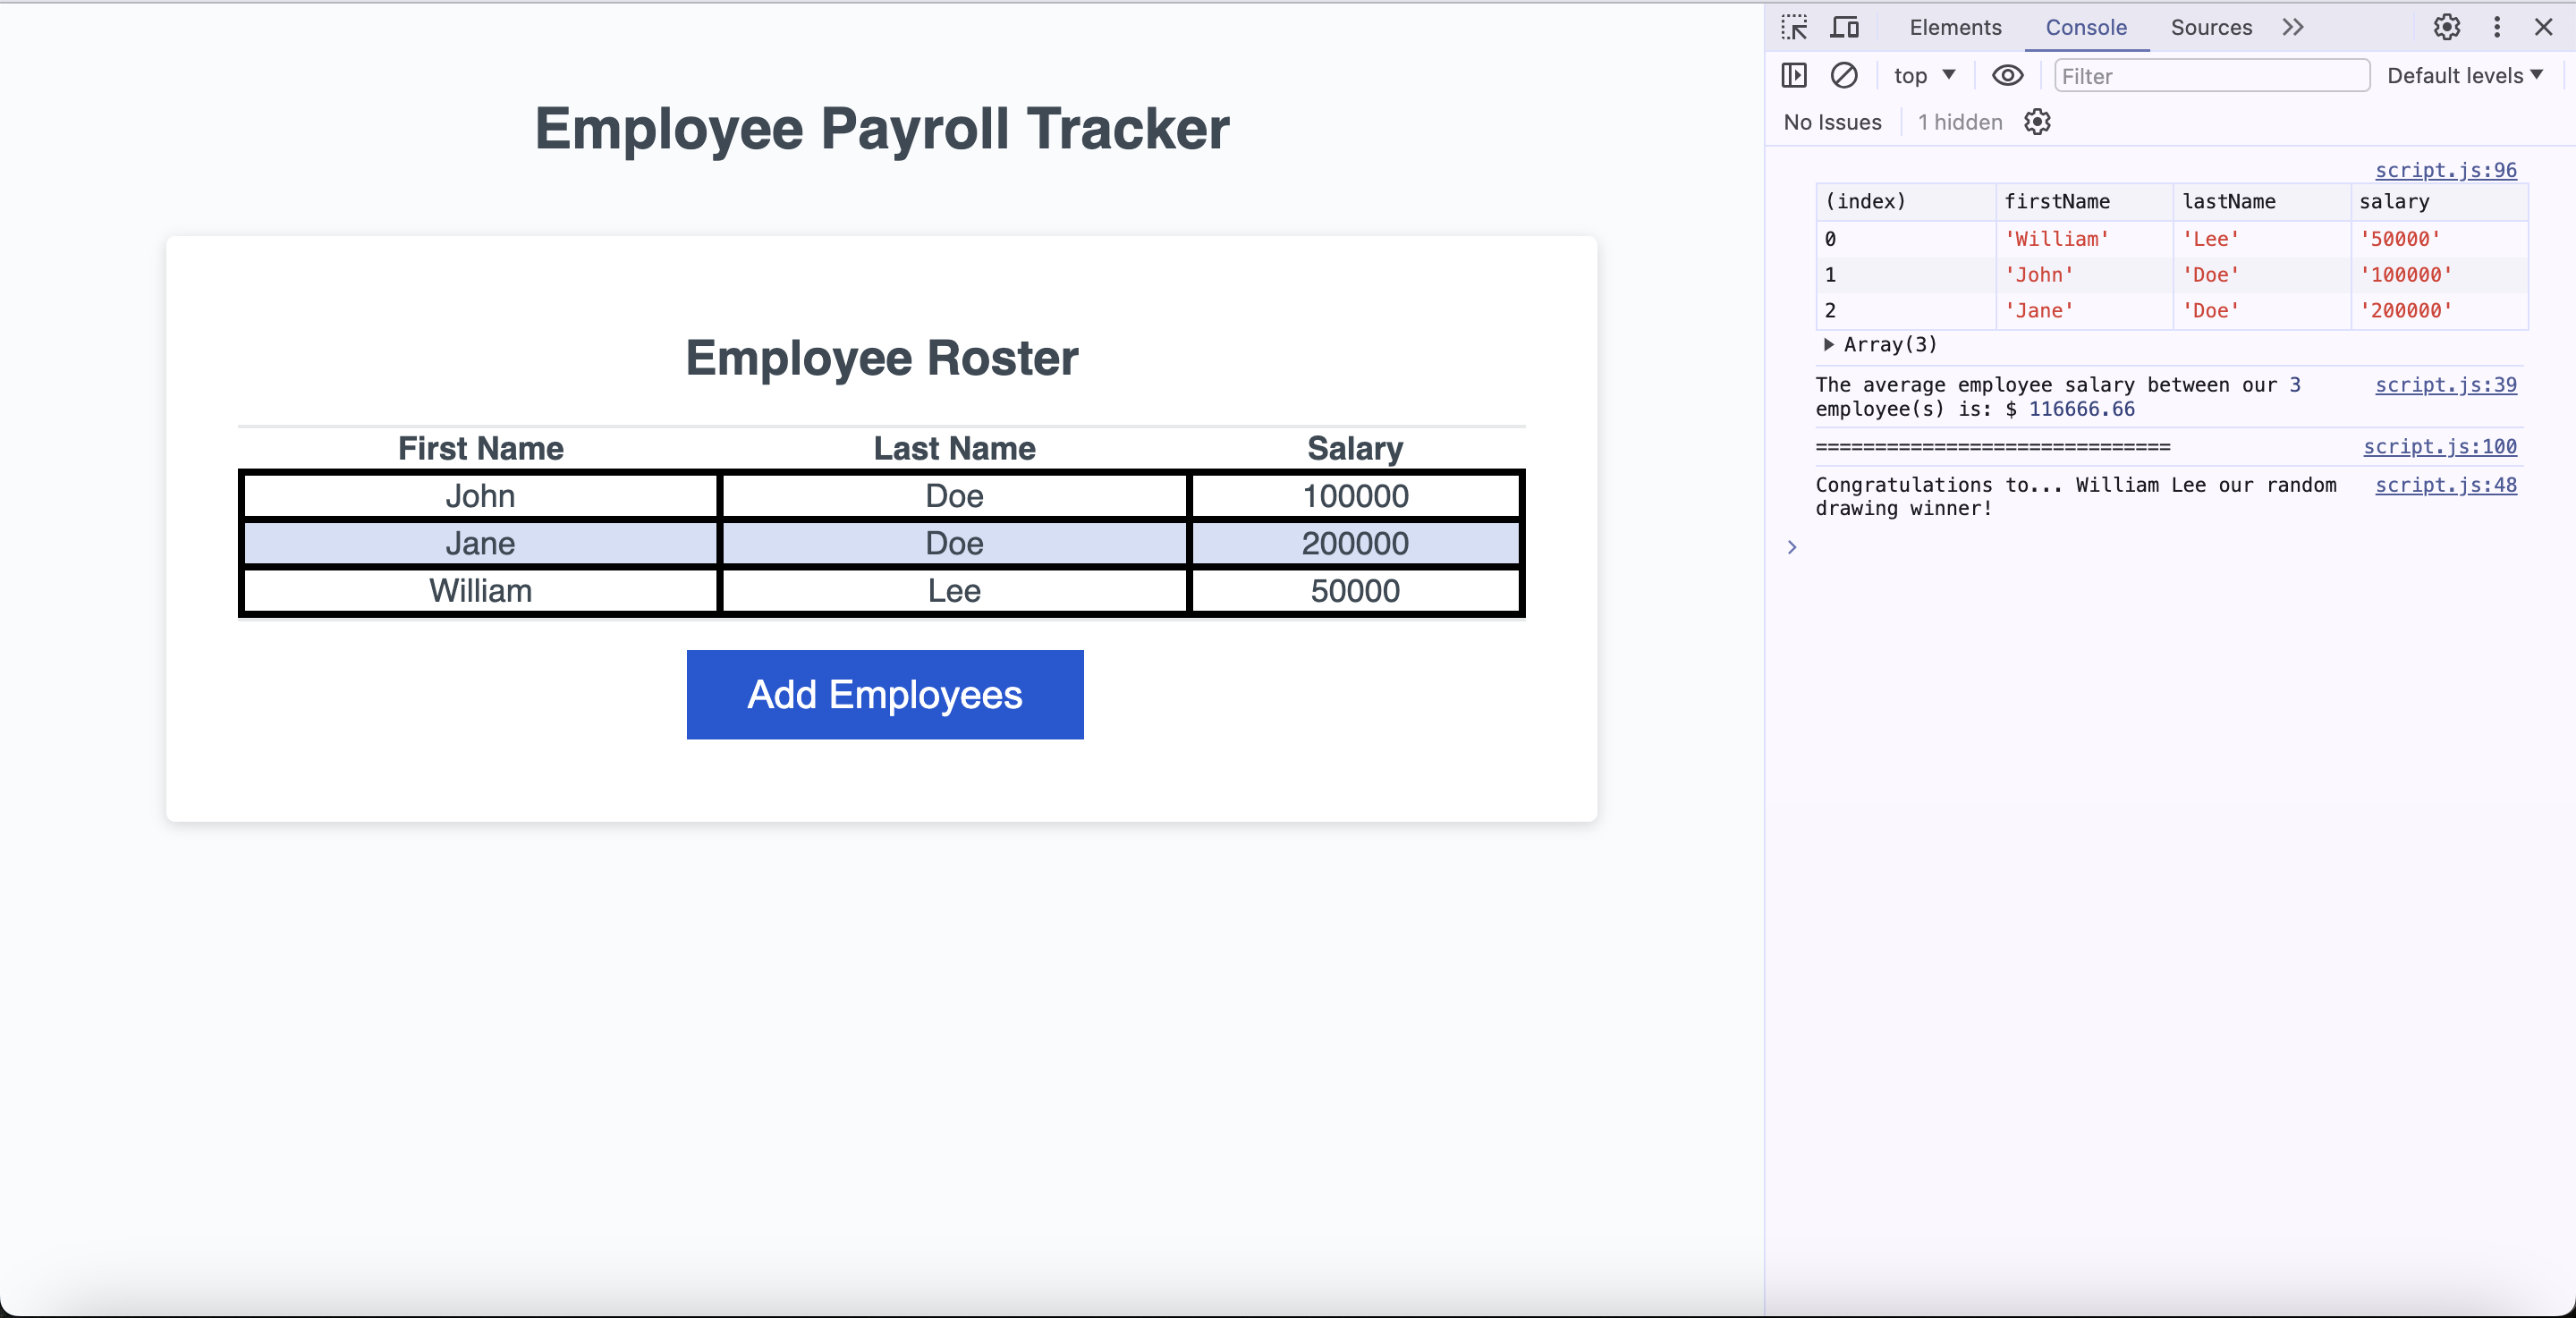 Employee Payroll Tracker
Employee Roster
First Name Last Name Salary
John Doe 100000
Jane Doe 200000
William Lee 50000
Add Employees
Elements Console Sources
top Filter Default levels
No Issues 1 hidden
script.js:96
(index) firstName lastName salary
0 'William' 'Lee' '50000'
1 'John' 'Doe' '100000'
2 'Jane' 'Doe' '200000'
Array(3)
The average employee salary between our 3 script.js:39
employee(s) is: $ 116666.66
============================== script.js:100
Congratulations to... William Lee our random script.js:48
drawing winner!